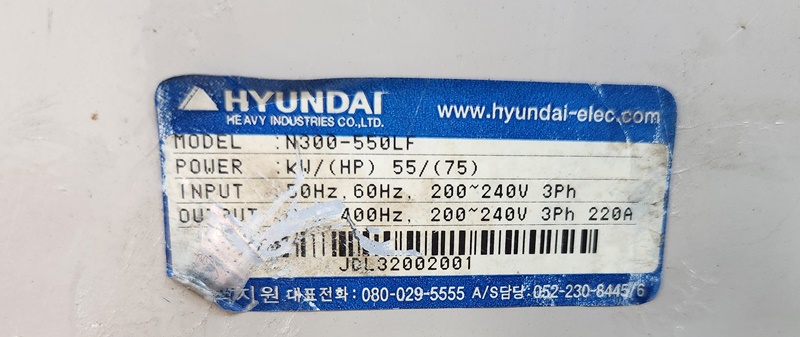 HYUNDAI
HEAVY INDUSTRIES CO.,LTD.
www.hyundai-elec.com
MODEL :N300-550LF
POWER :kW/(HP) 55/(75)
INPUT :50Hz,60Hz, 200~240V 3Ph
OUTPUT 400Hz, 200~240V 3Ph 220A
JDL32002001
대표전화: 080-029-5555 A/S담당:052-230-8445/6